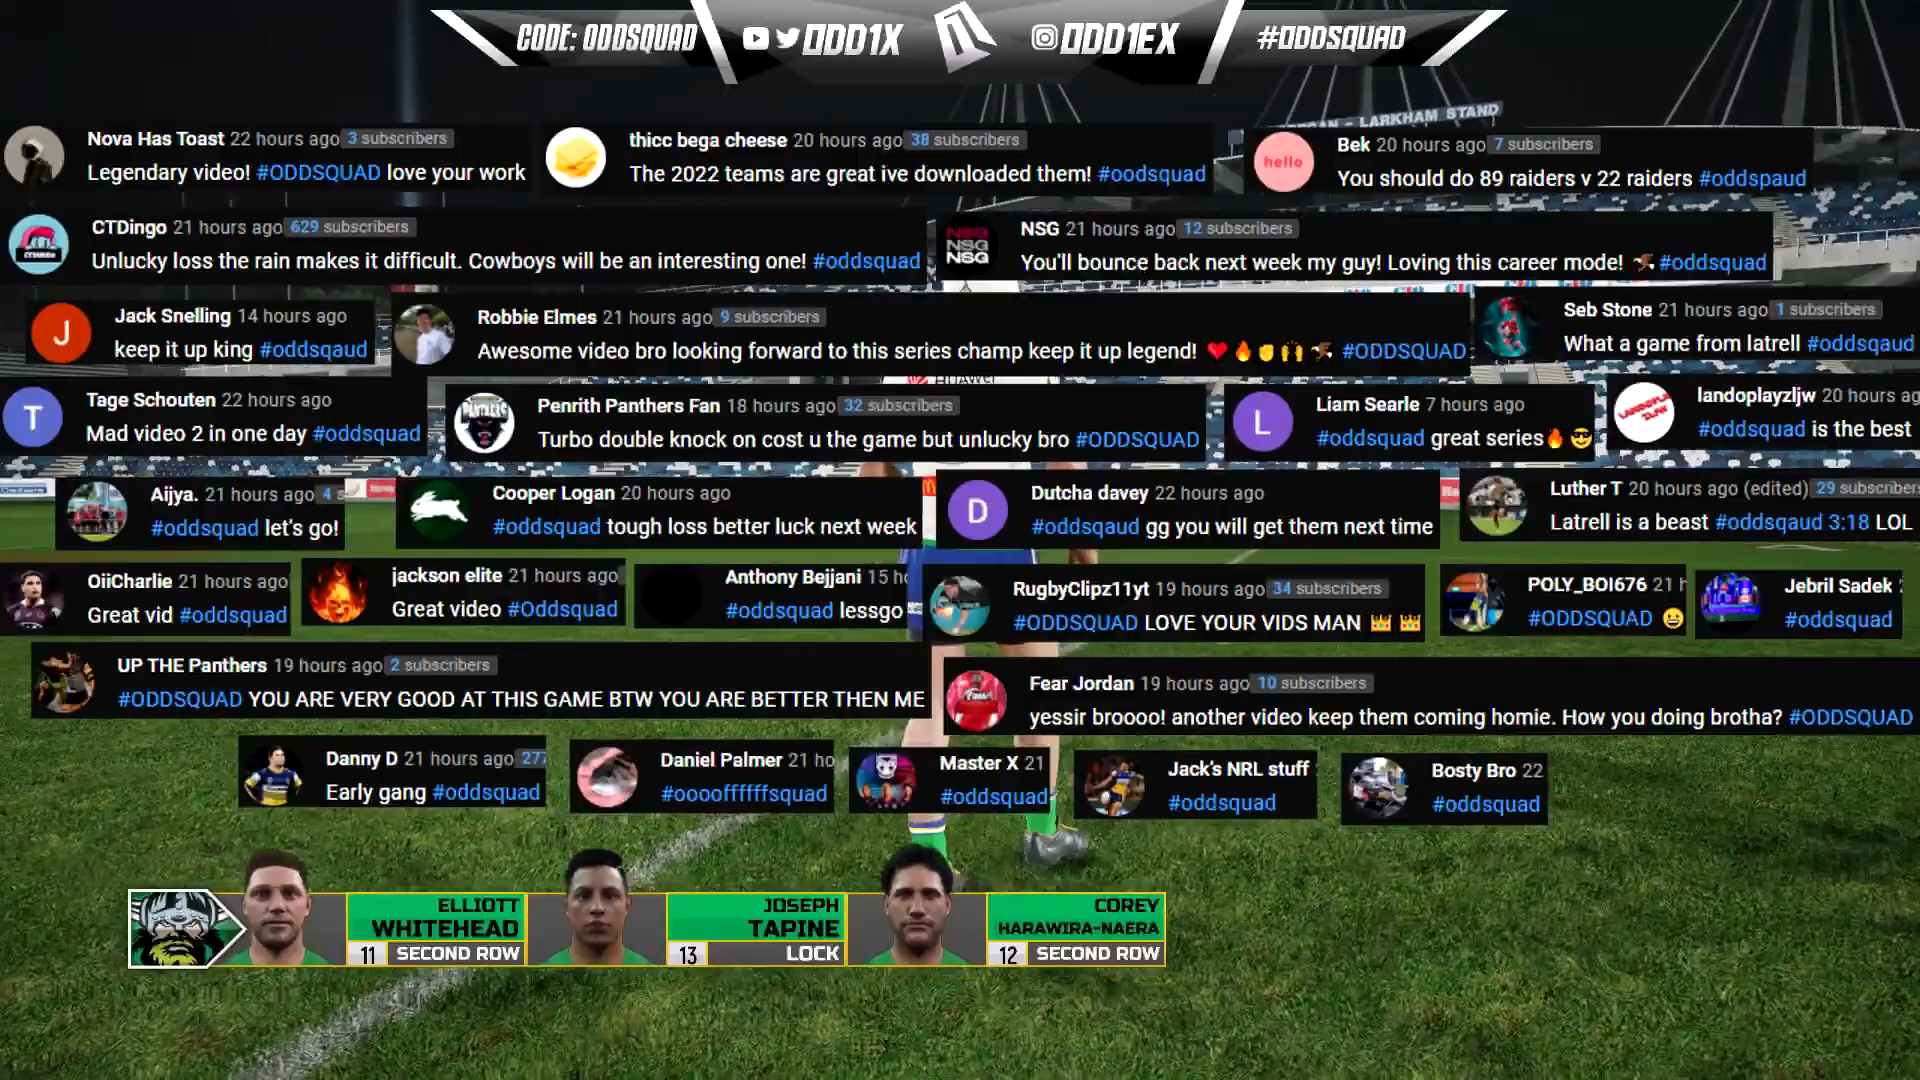 CODE: ODDSQUAD
ODD1X
ODD1EX
#ODDSQUAD
LARKHAM STAND
Nova Has Toast 22 hours ago 3 subscribers
Legendary video! #ODDSQUAD love your work
thicc bega cheese 20 hours ago 38 subscribers
The 2022 teams are great ive downloaded them! #oodsquad
hello
Bek 20 hours ago 7 subscribers
You should do 89 raiders v 22 raiders #oddspaud
CTDingo 21 hours ago 629 subscribers
Unlucky loss the rain makes it difficult. Cowboys will be an interesting one! #oddsquad
NSG
NSG
NSG
NSG 21 hours ago 12 subscribers
You'll bounce back next week my guy! Loving this career mode! #oddsquad
J
Jack Snelling 14 hours ago
keep it up king #oddsqaud
Robbie Elmes 21 hours ago 9 subscribers
Awesome video bro looking forward to this series champ keep it up legend! ❤️🔥✊🙌 #ODDSQUAD
Seb Stone 21 hours ago 1 subscribers
What a game from latrell #oddsqaud
HUAWEI
T
Tage Schouten 22 hours ago
Mad video 2 in one day #oddsquad
PANTHERS
Penrith Panthers Fan 18 hours ago 32 subscribers
Turbo double knock on cost u the game but unlucky bro #ODDSQUAD
L
Liam Searle 7 hours ago
#oddsquad great series🔥😎
landoplayzljw 20 hours ag
#oddsquad is the best
Aijya. 21 hours ago 4 s
#oddsquad let's go!
Cooper Logan 20 hours ago
#oddsquad tough loss better luck next week
D
Dutcha davey 22 hours ago
#oddsqaud gg you will get them next time
Luther T 20 hours ago (edited) 29 subscribers
Latrell is a beast #oddsqaud 3:18 LOL
OiiCharlie 21 hours ago
Great vid #oddsquad
jackson elite 21 hours ago
Great video #Oddsquad
Anthony Bejjani 15 ho
#oddsquad lessgo
RugbyClipz11yt 19 hours ago 34 subscribers
#ODDSQUAD LOVE YOUR VIDS MAN 👑 👑
POLY_BOI676 21 h
#ODDSQUAD 😀
Jebril Sadek
#oddsquad
UP THE Panthers 19 hours ago 2 subscribers
#ODDSQUAD YOU ARE VERY GOOD AT THIS GAME BTW YOU ARE BETTER THEN ME
Fear Jordan 19 hours ago 10 subscribers
yessir broooo! another video keep them coming homie. How you doing brotha? #ODDSQUAD
Danny D 21 hours ago 277
Early gang #oddsquad
Daniel Palmer 21 ho
#ooooffffffsquad
Master X 21
#oddsquad
Jack's NRL stuff
#oddsquad
Bosty Bro 22
#oddsquad
ELLIOTT
WHITEHEAD
11 SECOND ROW
JOSEPH
TAPINE
13 LOCK
COREY
HARAWIRA-NAERA
12 SECOND ROW